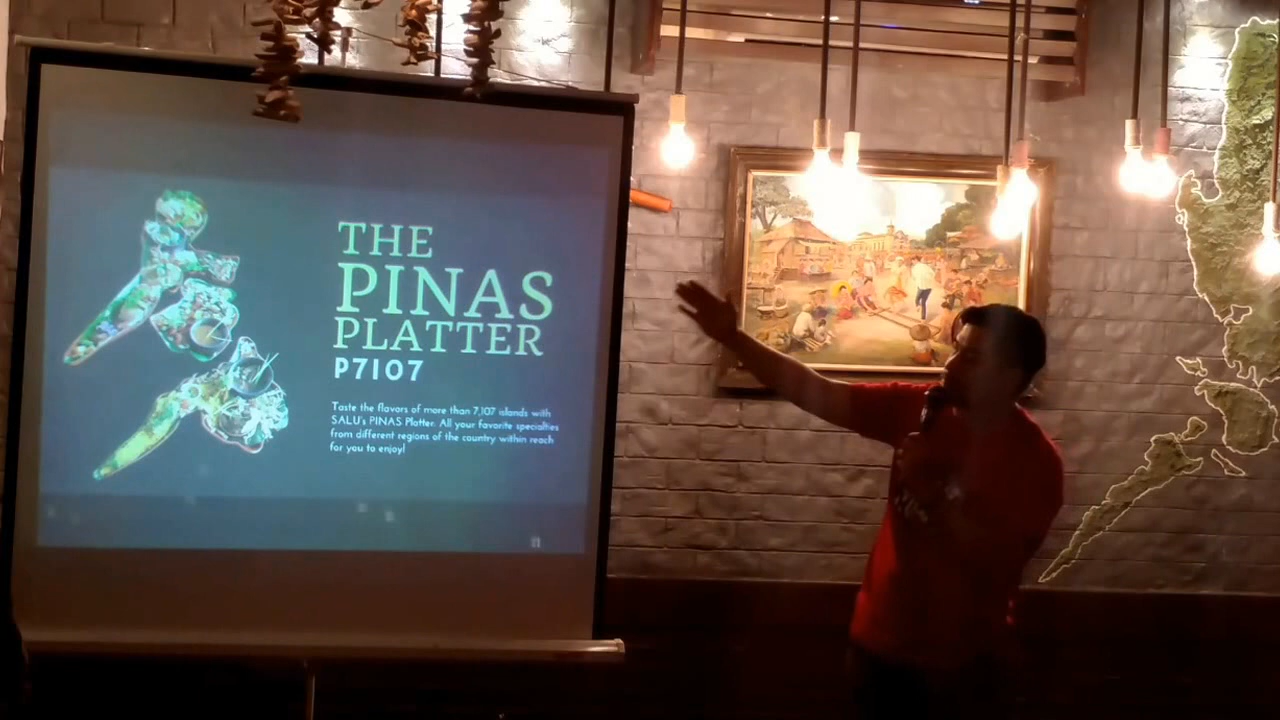 THE
PINAS
PLATTER
P7107
Taste the flavors of more than 7,107 islands with
SALU's PINAS Platter. All your favorite specialties
from different regions of the country within reach
for you to enjoy!